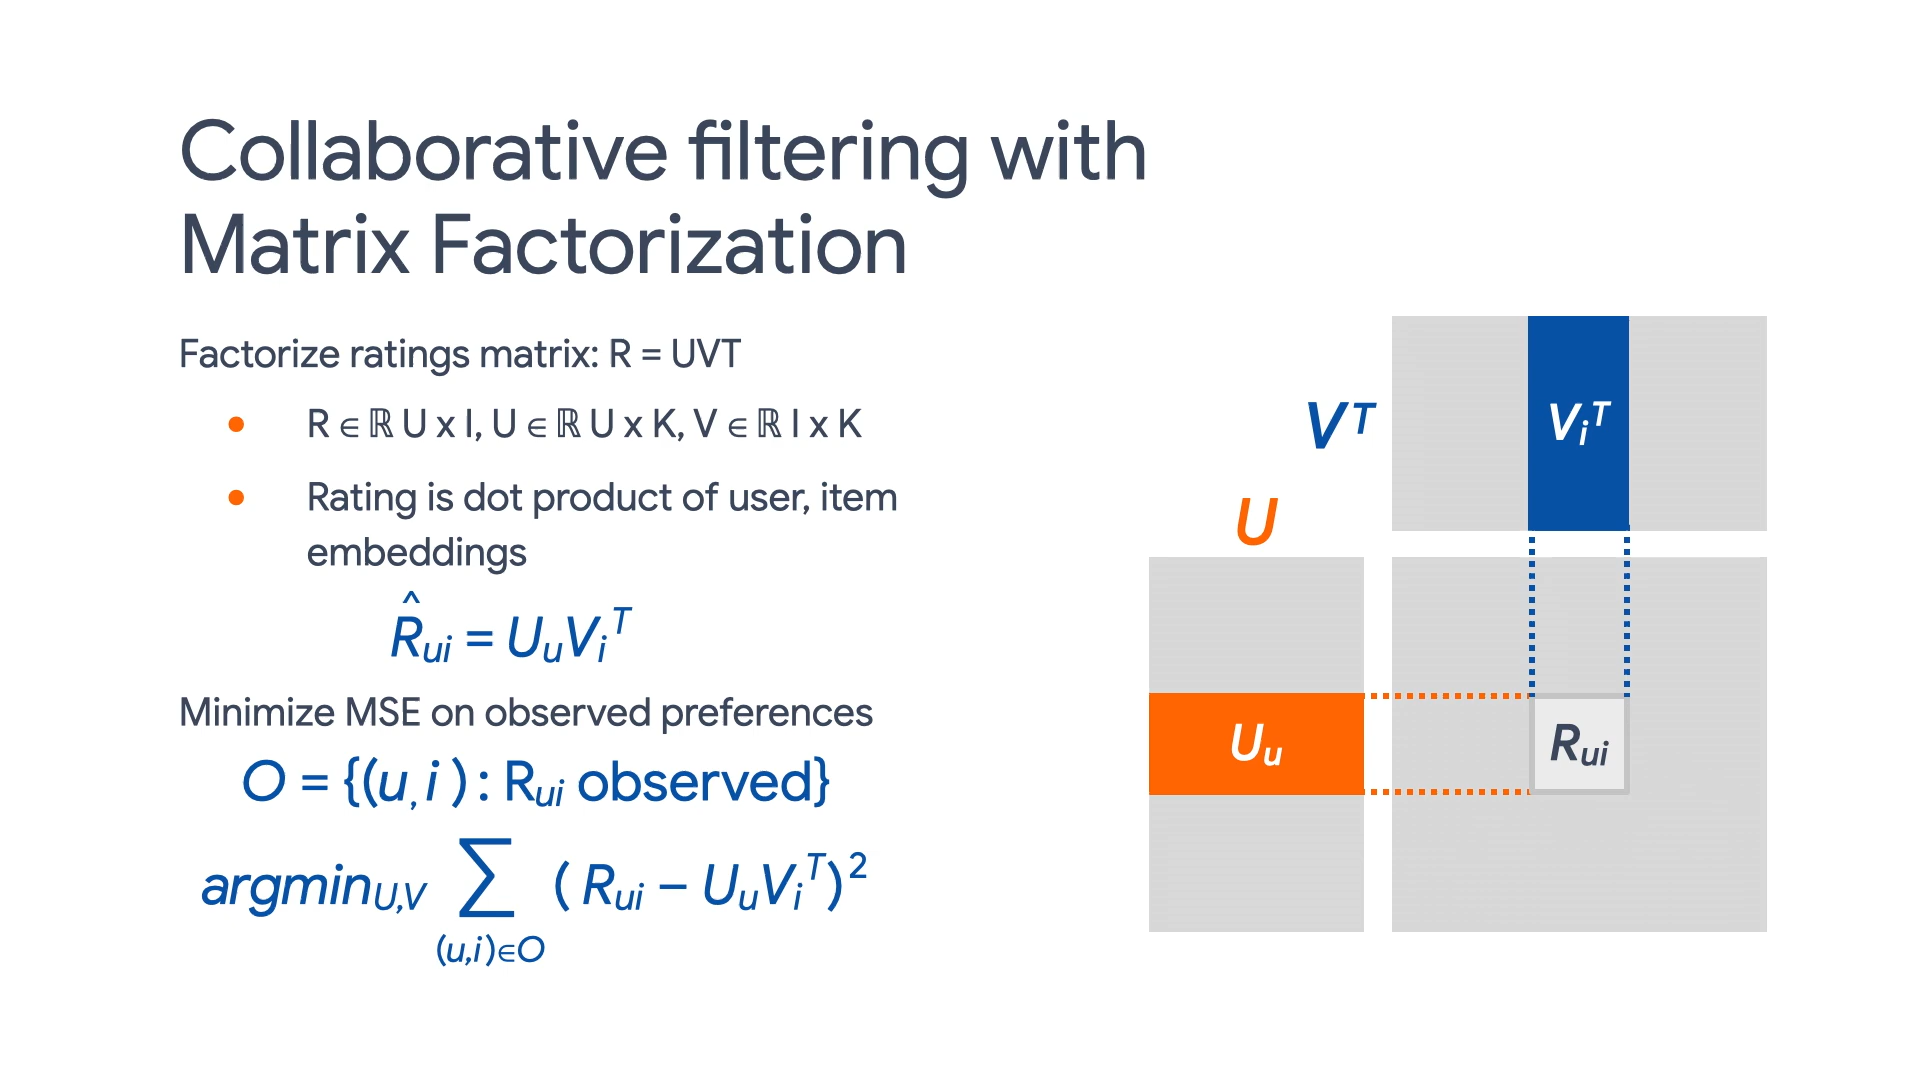 Collaborative filtering with
Matrix Factorization
Factorize ratings matrix: R = UVT
• R ∈ ℝ U x I, U ∈ ℝ U x K, V ∈ ℝ I x K
• Rating is dot product of user, item
embeddings
R̂ui = UuViᵀ
Minimize MSE on observed preferences
O = {(u, i ) : Rui observed}
argminU,V ∑ ( Rui – UuViᵀ)²
(u,i)∈O
Vᵀ
Viᵀ
U
Uu
Rui